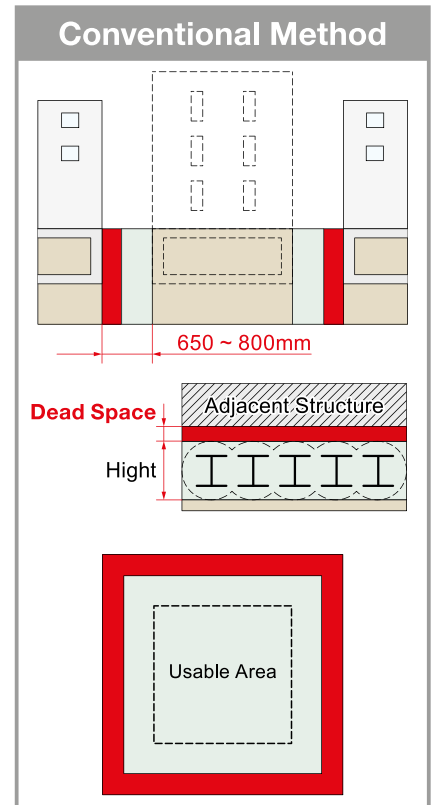 Conventional Method
650 ~ 800mm
Adjacent Structure
Dead Space
Hight
Usable Area